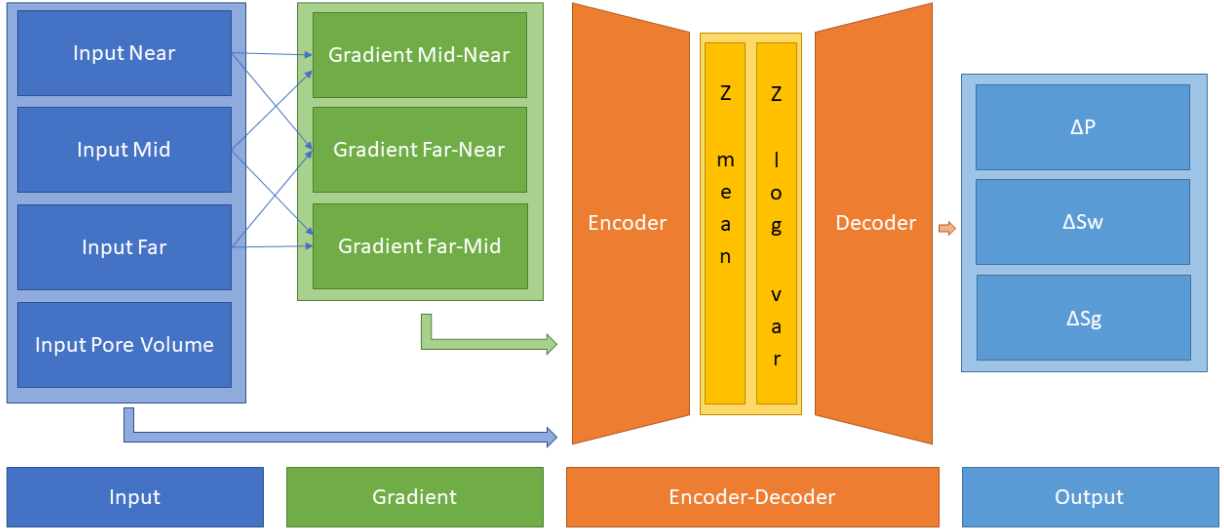 Input Near
Input Mid
Input Far
Input Pore Volume
Gradient Mid-Near
Gradient Far-Near
Gradient Far-Mid
Encoder
Z mean
Z log var
Decoder
ΔP
ΔSw
ΔSg
Input
Gradient
Encoder-Decoder
Output